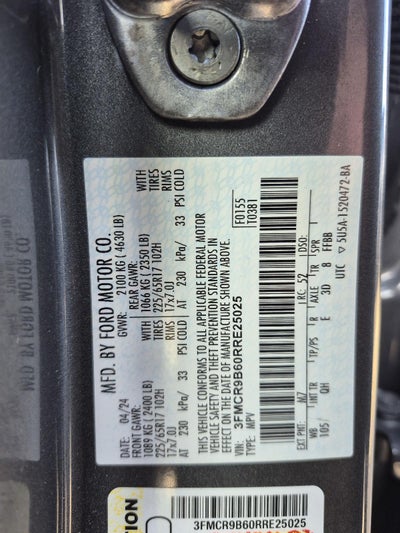 MFD. BY FORD MOTOR CO.
DATE: 04/24 GVWR: 2100 KG ( 4630 LB)
FRONT GAWR: REAR GAWR:
1089 KG ( 2400 LB) WITH 1066 KG ( 2350 LB) WITH
225/65R17 102H TIRES 225/65R17 102H TIRES
17x7.0J RIMS 17x7.0J RIMS
AT 230 kPa/ 33 PSI COLD AT 230 kPa/ 33 PSI COLD
THIS VEHICLE CONFORMS TO ALL APPLICABLE FEDERAL MOTOR
VEHICLE SAFETY AND THEFT PREVENTION STANDARDS IN
EFFECT ON THE DATE OF MANUFACTURE SHOWN ABOVE.
VIN: 3FMCR9B60RRE25025
TYPE: MPV
F0155
T0381
EXT PNT: M7 RC: 52 DSO:
WB INT TR TP/PS R AXLE TR SPR
105 QH E 3D 8 FFBB
UTC 5U5A-1520472-BA
3FMCR9B60RRE25025